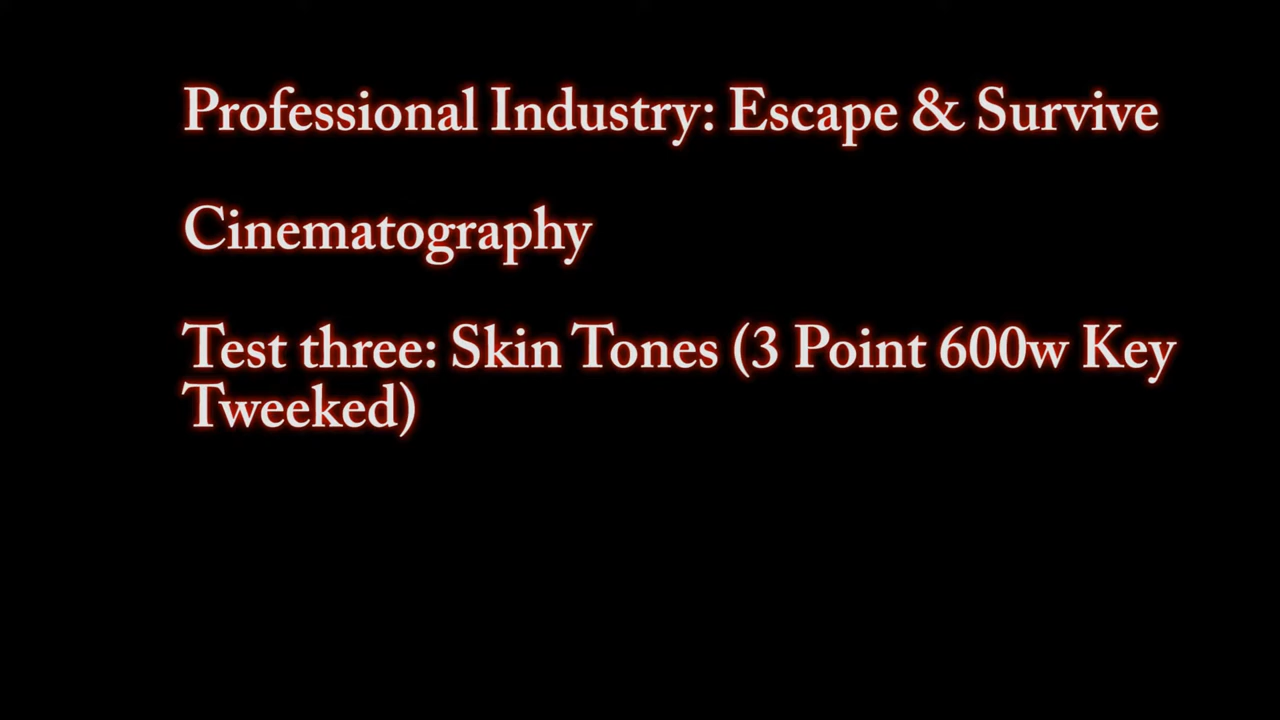 Professional Industry: Escape & Survive
Cinematography
Test three: Skin Tones (3 Point 600w Key
Tweeked)